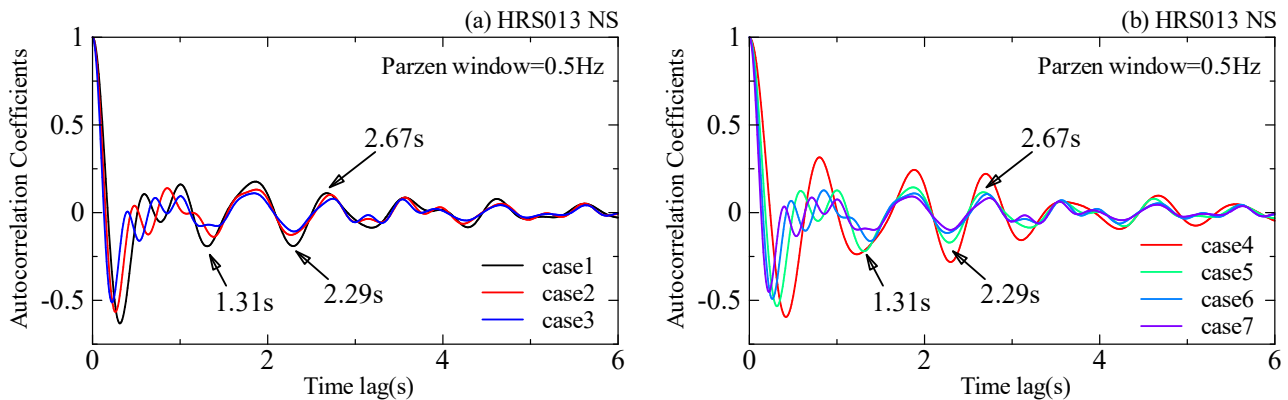 (a) HRS013 NS
Parzen window=0.5Hz
Autocorrelation Coefficients
1
0.5
0
-0.5
2.67s
1.31s
2.29s
case1
case2
case3
0 2 4 6
Time lag(s)
(b) HRS013 NS
Parzen window=0.5Hz
Autocorrelation Coefficients
1
0.5
0
-0.5
2.67s
1.31s
2.29s
case4
case5
case6
case7
0 2 4 6
Time lag(s)